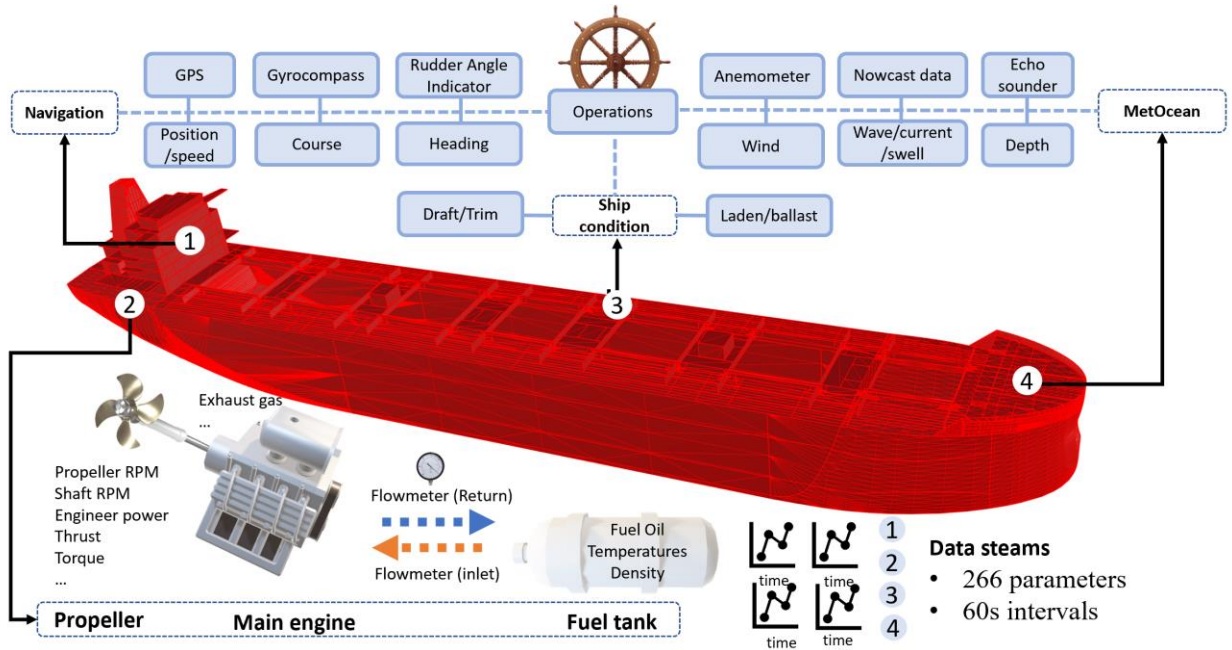 GPS
Gyrocompass
Rudder Angle
Indicator
Anemometer
Nowcast data
Echo
sounder
Navigation
Operations
MetOcean
Position
/speed
Course
Heading
Wind
Wave/current
/swell
Depth
Draft/Trim
Ship
condition
Laden/ballast
1
2
3
4
Exhaust gas
...
Propeller RPM
Shaft RPM
Engineer power
Thrust
Torque
...
Flowmeter (Return)
Flowmeter (inlet)
Fuel Oil
Temperatures
Density
Propeller
Main engine
Fuel tank
time
time
time
time
1
2
3
4
Data steams
• 266 parameters
• 60s intervals